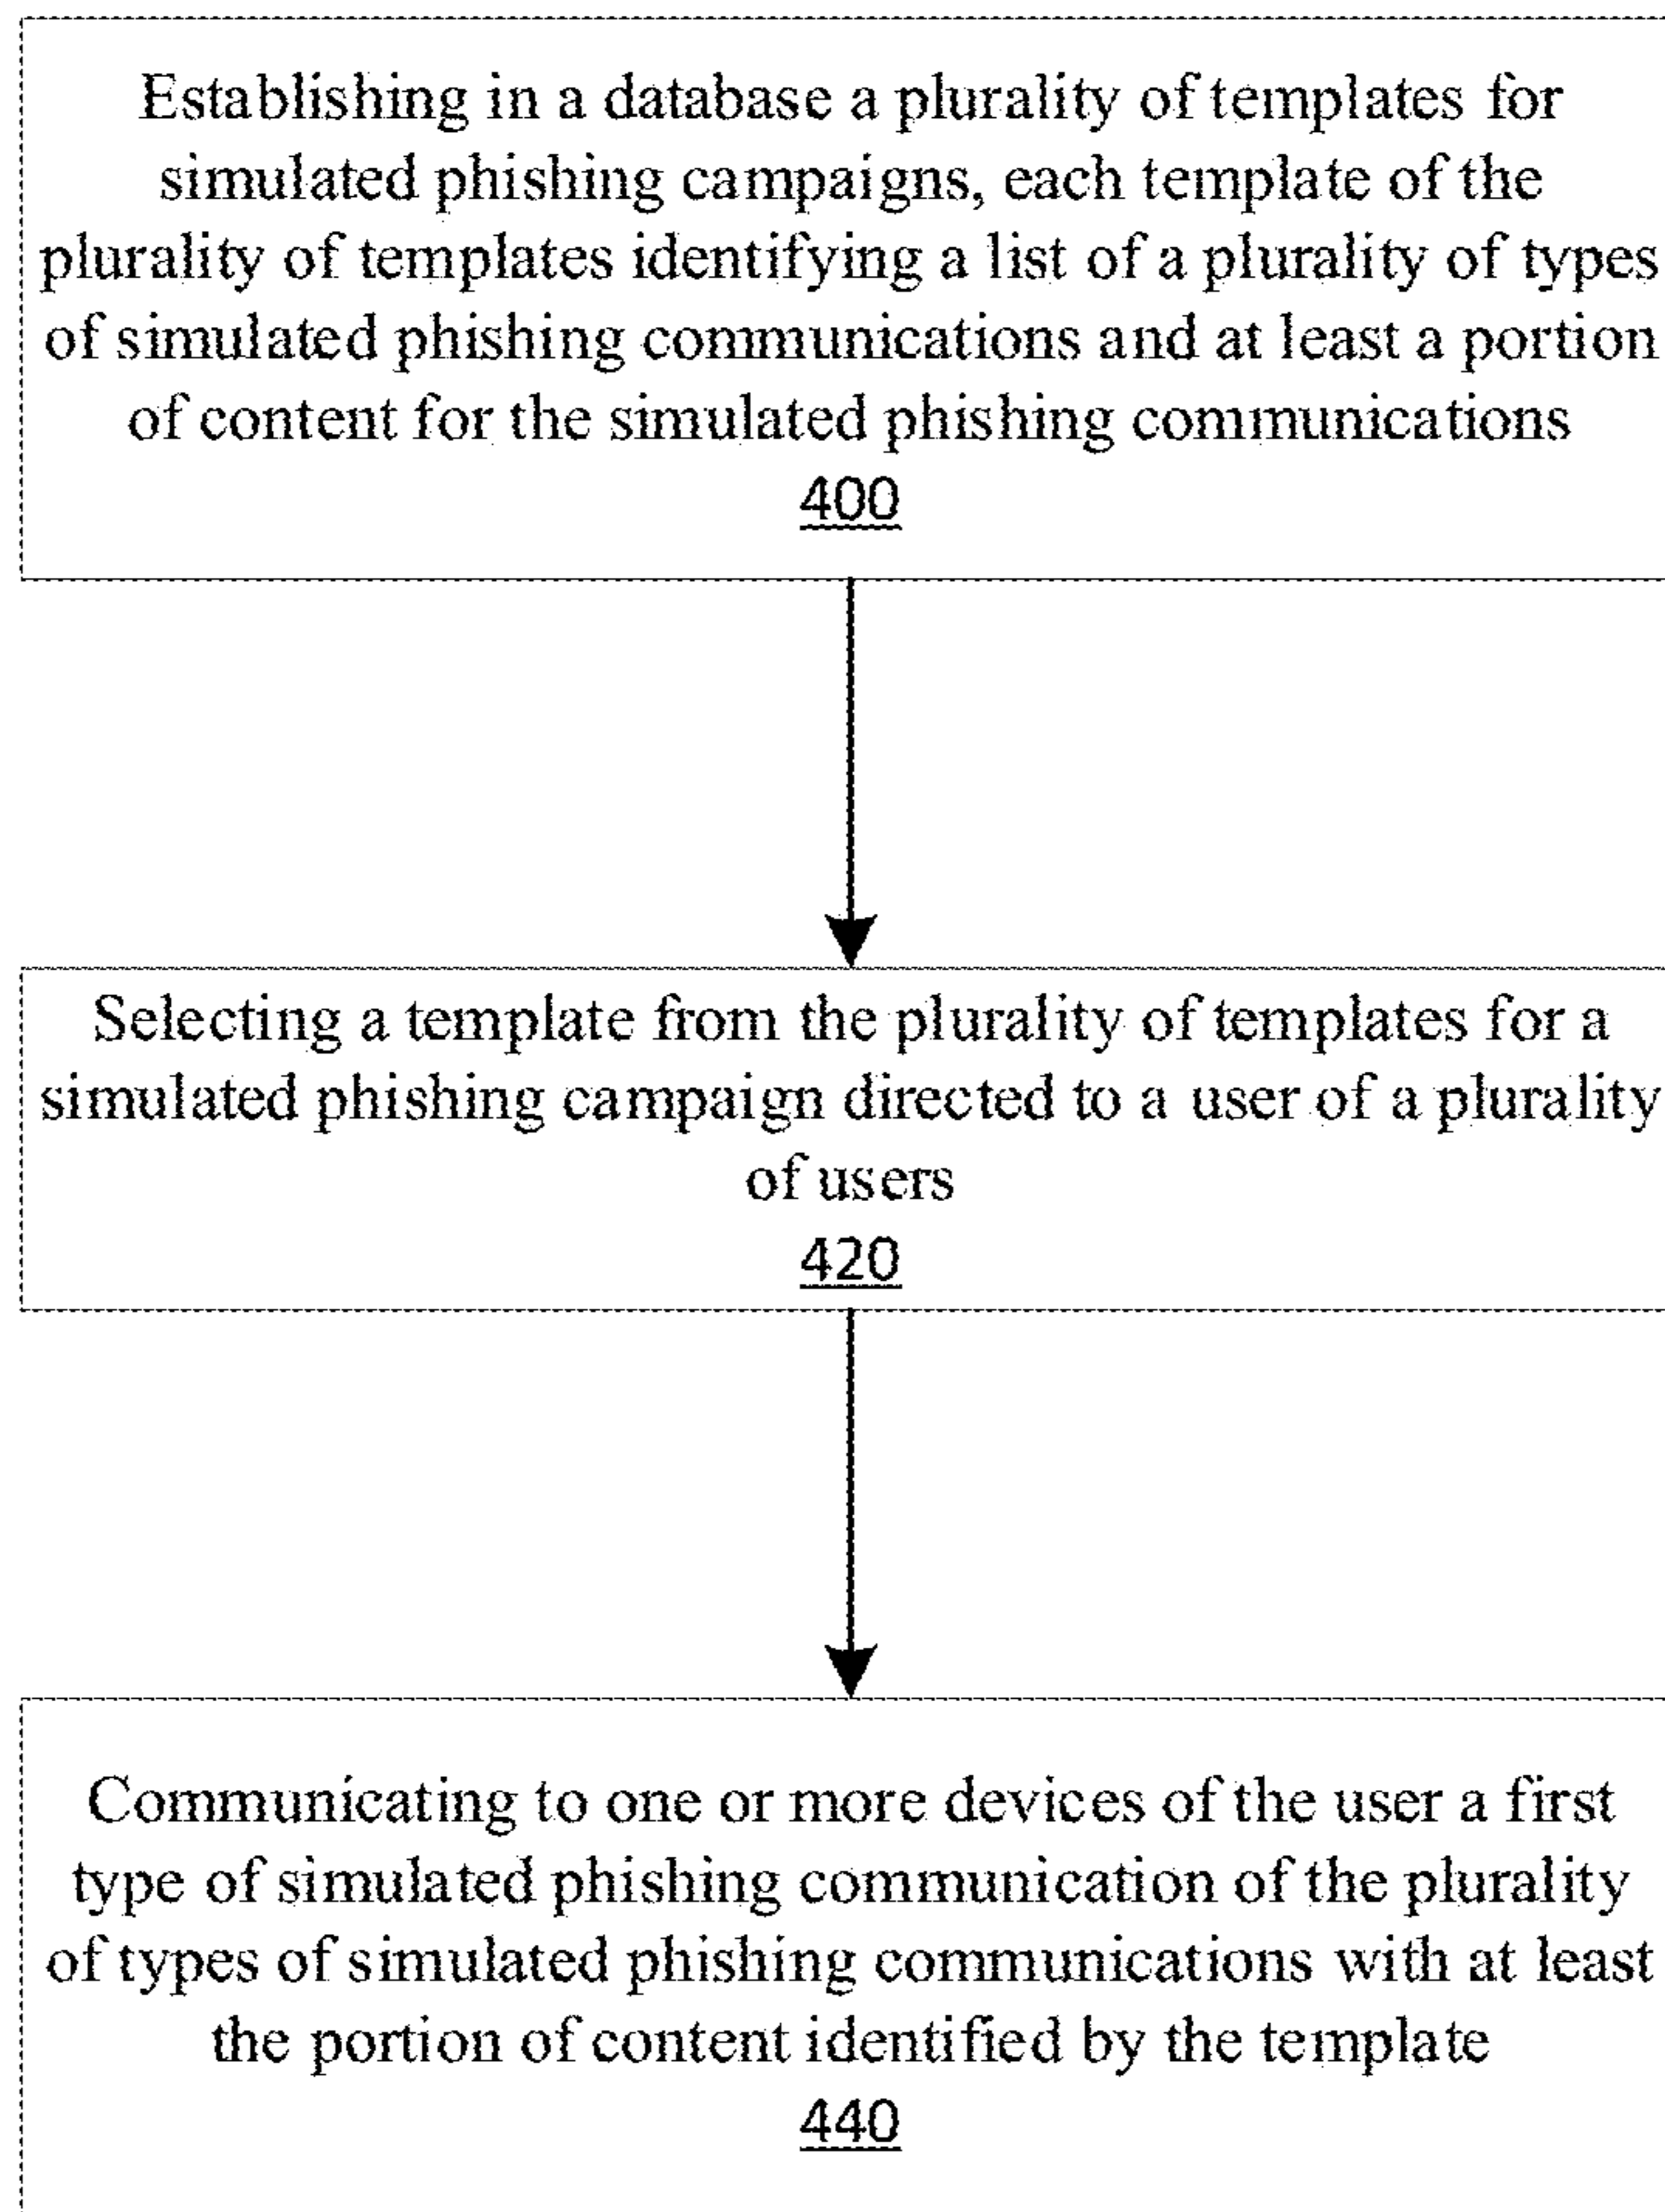 Establishing in a database a plurality of templates for
simulated phishing campaigns, each template of the
plurality of templates identifying a list of a plurality of types
of simulated phishing communications and at least a portion
of content for the simulated phishing communications
400
Selecting a template from the plurality of templates for a
simulated phishing campaign directed to a user of a plurality
of users
420
Communicating to one or more devices of the user a first
type of simulated phishing communication of the plurality
of types of simulated phishing communications with at least
the portion of content identified by the template
440